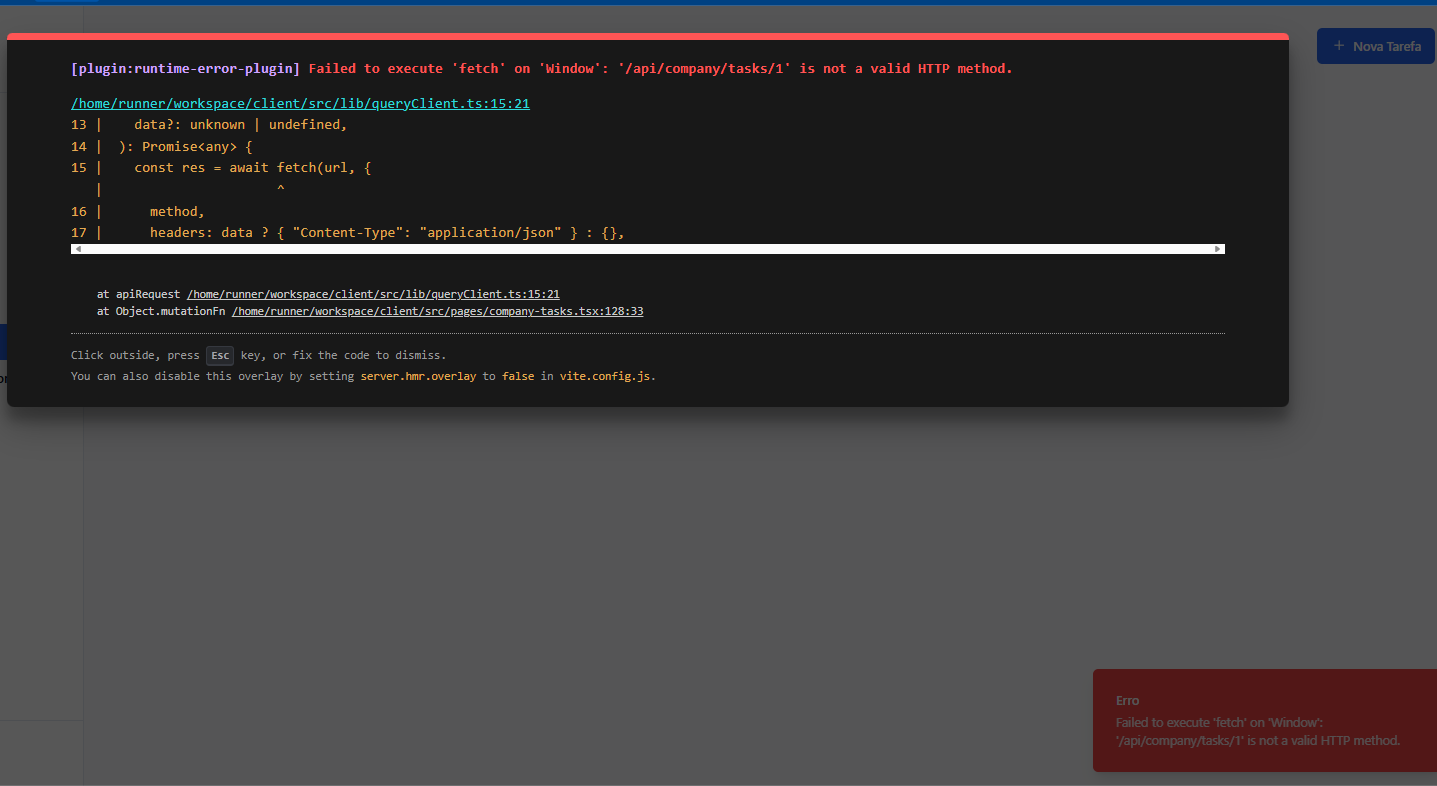 + Nova Tarefa
[plugin:runtime-error-plugin] Failed to execute 'fetch' on 'Window': '/api/company/tasks/1' is not a valid HTTP method.
/home/runner/workspace/client/src/lib/queryClient.ts:15:21
13 |    data?: unknown | undefined,
14 |  ): Promise<any> {
15 |    const res = await fetch(url, {
   |                      ^
16 |      method,
17 |      headers: data ? { "Content-Type": "application/json" } : {},
at apiRequest /home/runner/workspace/client/src/lib/queryClient.ts:15:21
at Object.mutationFn /home/runner/workspace/client/src/pages/company-tasks.tsx:128:33
Click outside, press Esc key, or fix the code to dismiss.
You can also disable this overlay by setting server.hmr.overlay to false in vite.config.js.
Erro
Failed to execute 'fetch' on 'Window':
'/api/company/tasks/1' is not a valid HTTP method.